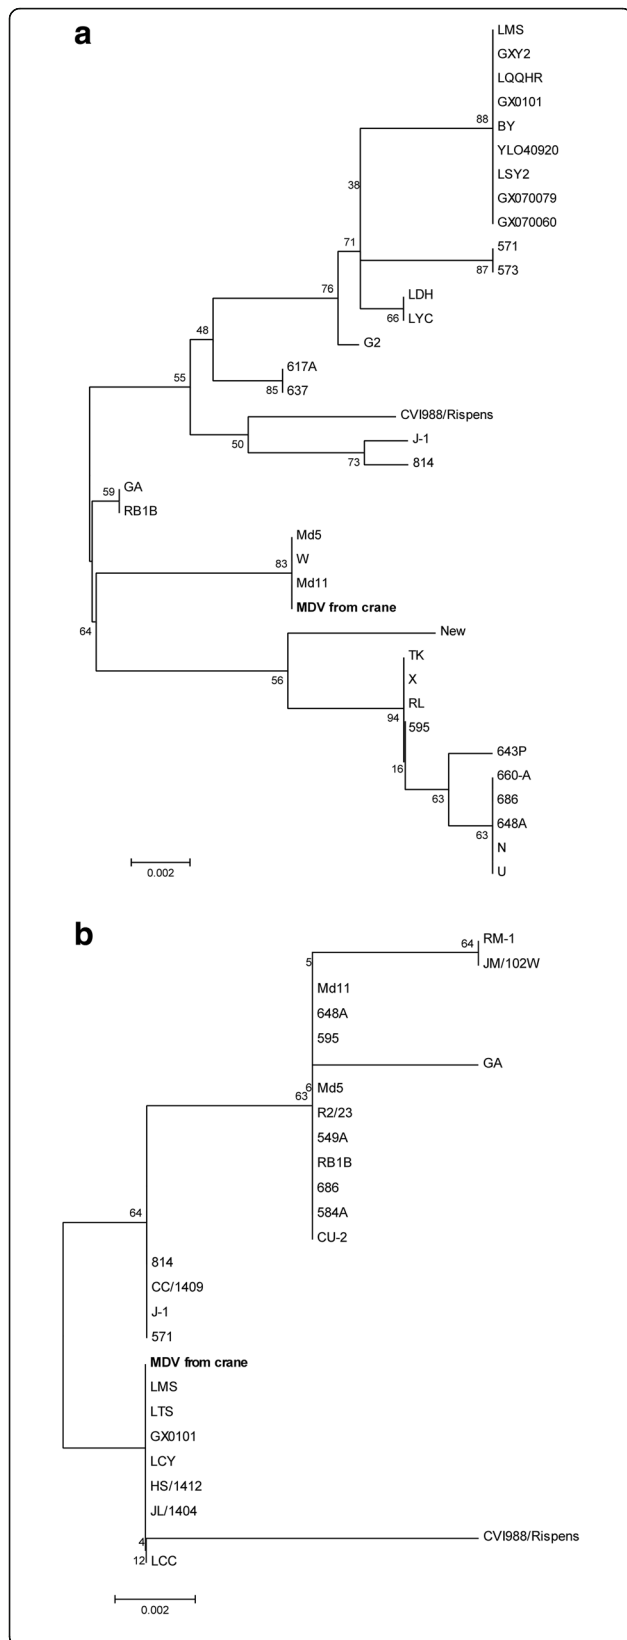 a
LMS
GXY2
LQQHR
GX0101
88
BY
YLO40920
LSY2
38
GX070079
GX070060
71
571
87
573
76
LDH
66
LYC
48
G2
617A
55
85
637
CVI988/Rispens
50
J-1
73
814
59
GA
RB1B
Md5
83
W
Md11
MDV from crane
64
New
TK
56
X
RL
94
595
643P
16
660-A
63
686
63
648A
N
U
0.002
b
64
RM-1
5
JM/102W
Md11
648A
595
GA
6
Md5
63
R2/23
549A
RB1B
686
64
584A
CU-2
814
CC/1409
J-1
571
MDV from crane
LMS
LTS
GX0101
LCY
HS/1412
JL/1404
CVI988/Rispens
4
12
LCC
0.002